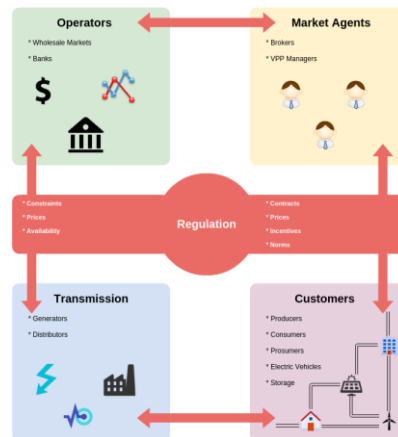 Operators
* Wholesale Markets
* Banks
$
Market Agents
* Brokers
* VPP Managers
* Constraints
* Prices
* Availability
Regulation
* Contracts
* Prices
* Incentives
* Norms
Transmission
* Generators
* Distributors
Customers
* Producers
* Consumers
* Prosumers
* Electric Vehicles
* Storage